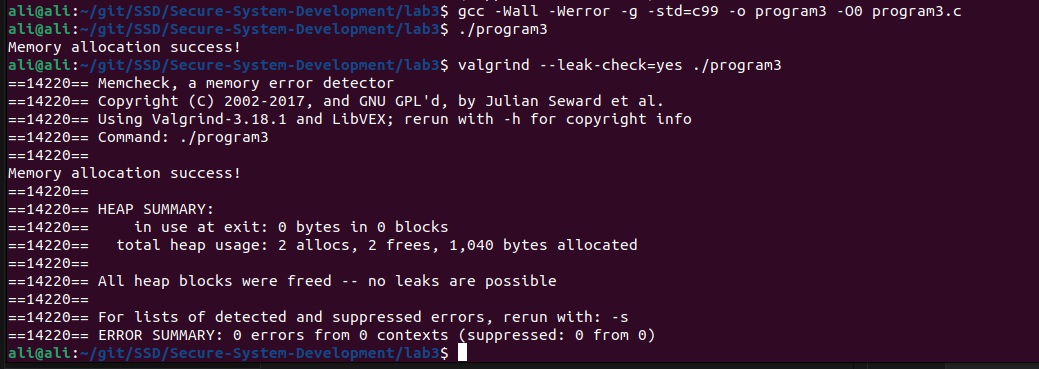 ali@ali:~/git/SSD/Secure-System-Development/lab3$ gcc -Wall -Werror -g -std=c99 -o program3 -O0 program3.c
ali@ali:~/git/SSD/Secure-System-Development/lab3$ ./program3
Memory allocation success!
ali@ali:~/git/SSD/Secure-System-Development/lab3$ valgrind --leak-check=yes ./program3
==14220== Memcheck, a memory error detector
==14220== Copyright (C) 2002-2017, and GNU GPL'd, by Julian Seward et al.
==14220== Using Valgrind-3.18.1 and LibVEX; rerun with -h for copyright info
==14220== Command: ./program3
==14220==
Memory allocation success!
==14220==
==14220== HEAP SUMMARY:
==14220==     in use at exit: 0 bytes in 0 blocks
==14220==   total heap usage: 2 allocs, 2 frees, 1,040 bytes allocated
==14220==
==14220== All heap blocks were freed -- no leaks are possible
==14220==
==14220== For lists of detected and suppressed errors, rerun with: -s
==14220== ERROR SUMMARY: 0 errors from 0 contexts (suppressed: 0 from 0)
ali@ali:~/git/SSD/Secure-System-Development/lab3$